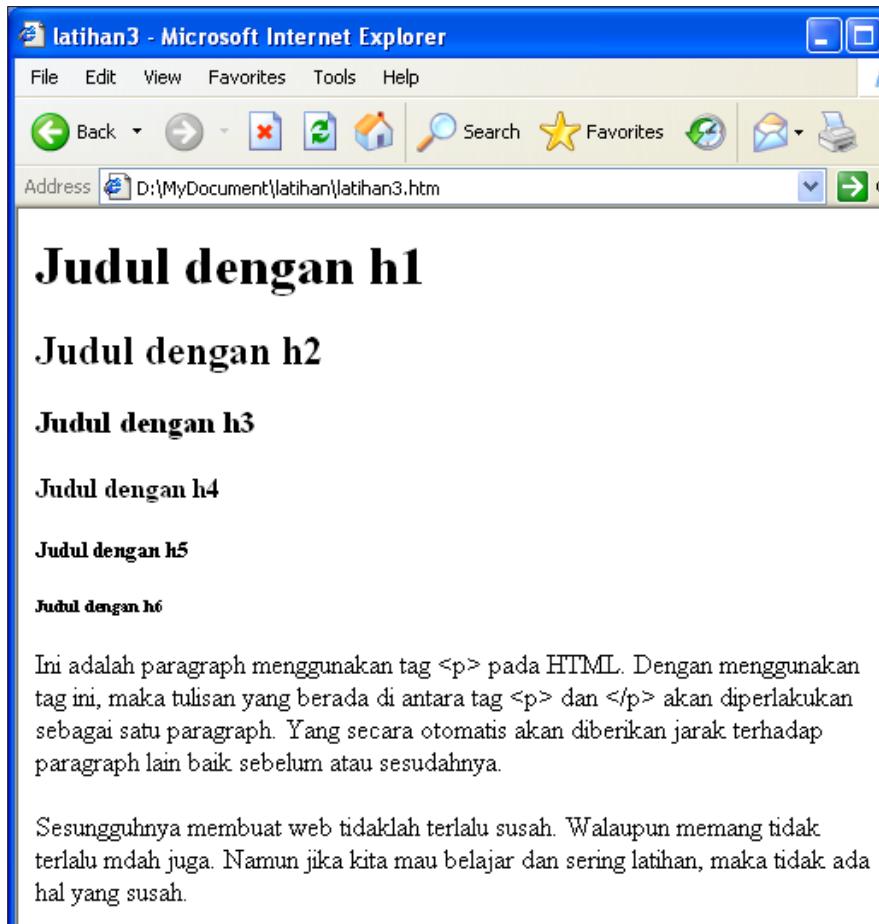 latihan3 - Microsoft Internet Explorer
File Edit View Favorites Tools Help
Back Search Favorites
Address D:\MyDocument\latihan\latihan3.htm
Judul dengan h1
Judul dengan h2
Judul dengan h3
Judul dengan h4
Judul dengan h5
Judul dengan h6
Ini adalah paragraph menggunakan tag <p> pada HTML. Dengan menggunakan
tag ini, maka tulisan yang berada di antara tag <p> dan </p> akan diperlakukan
sebagai satu paragraph. Yang secara otomatis akan diberikan jarak terhadap
paragraph lain baik sebelum atau sesudahnya.
Sesungguhnya membuat web tidaklah terlalu susah. Walaupun memang tidak
terlalu mdah juga. Namun jika kita mau belajar dan sering latihan, maka tidak ada
hal yang susah.